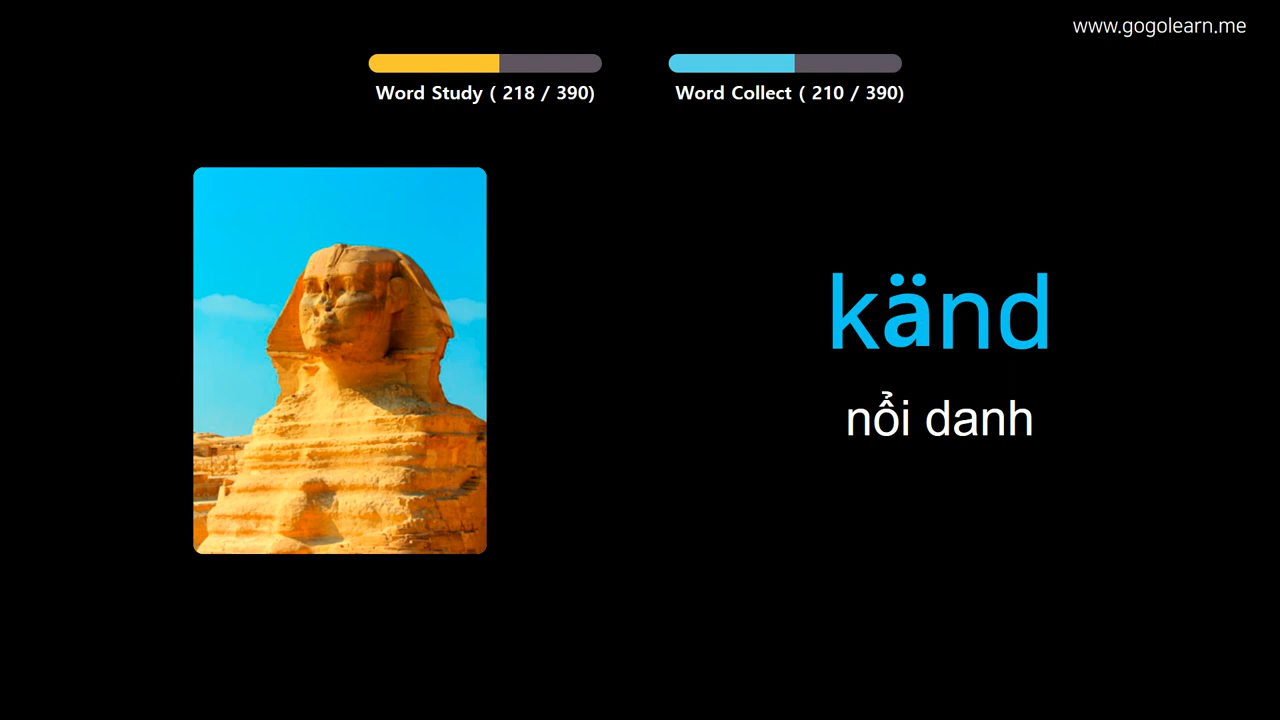 www.gogolearn.me
Word Study ( 218 / 390)
Word Collect ( 210 / 390)
känd
nổi danh